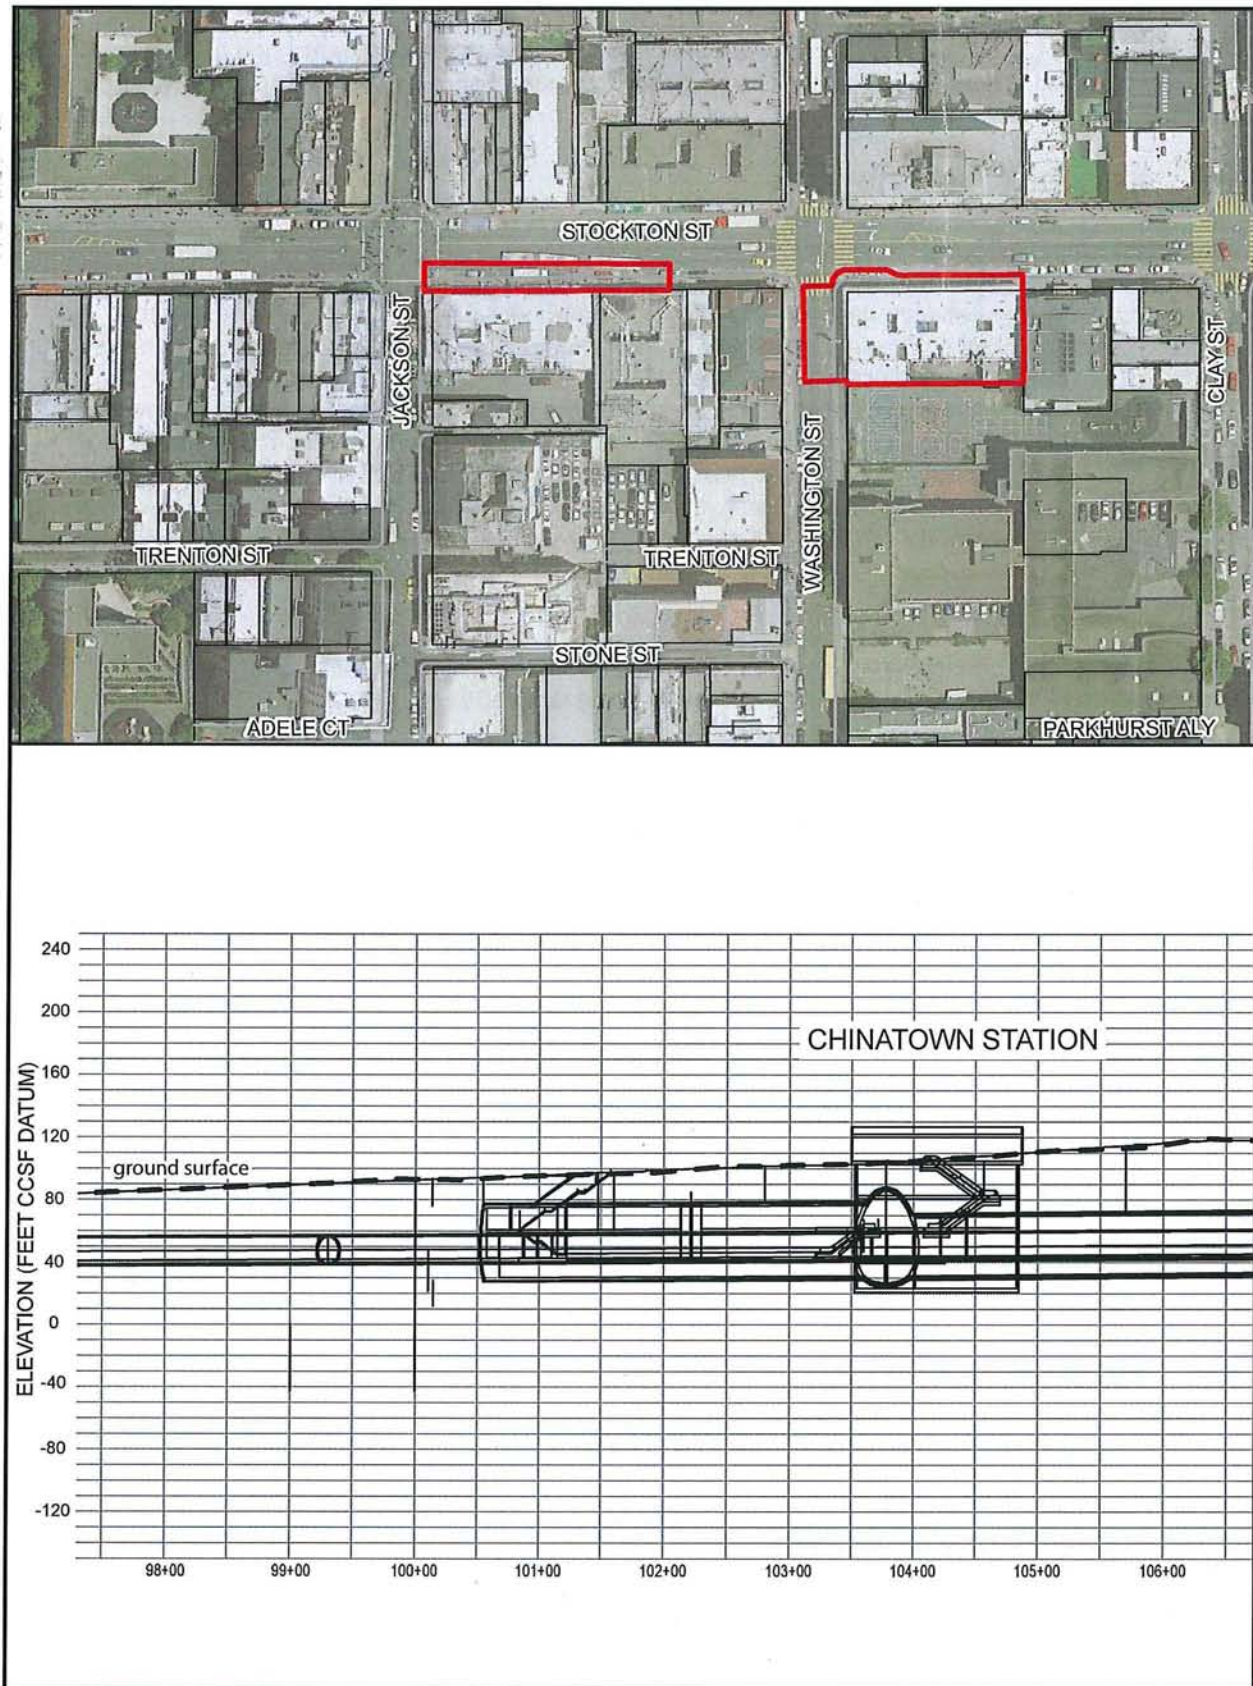 STOCKTON ST
JACKSON ST
WASHINGTON ST
CLAY ST
TRENTON ST
TRENTON ST
STONE ST
ADELE CT
PARKHURST ALY
ELEVATION (FEET CCSF DATUM)
240
200
160
120
80
40
0
-40
-80
-120
CHINATOWN STATION
ground surface
98+00
99+00
100+00
101+00
102+00
103+00
104+00
105+00
106+00